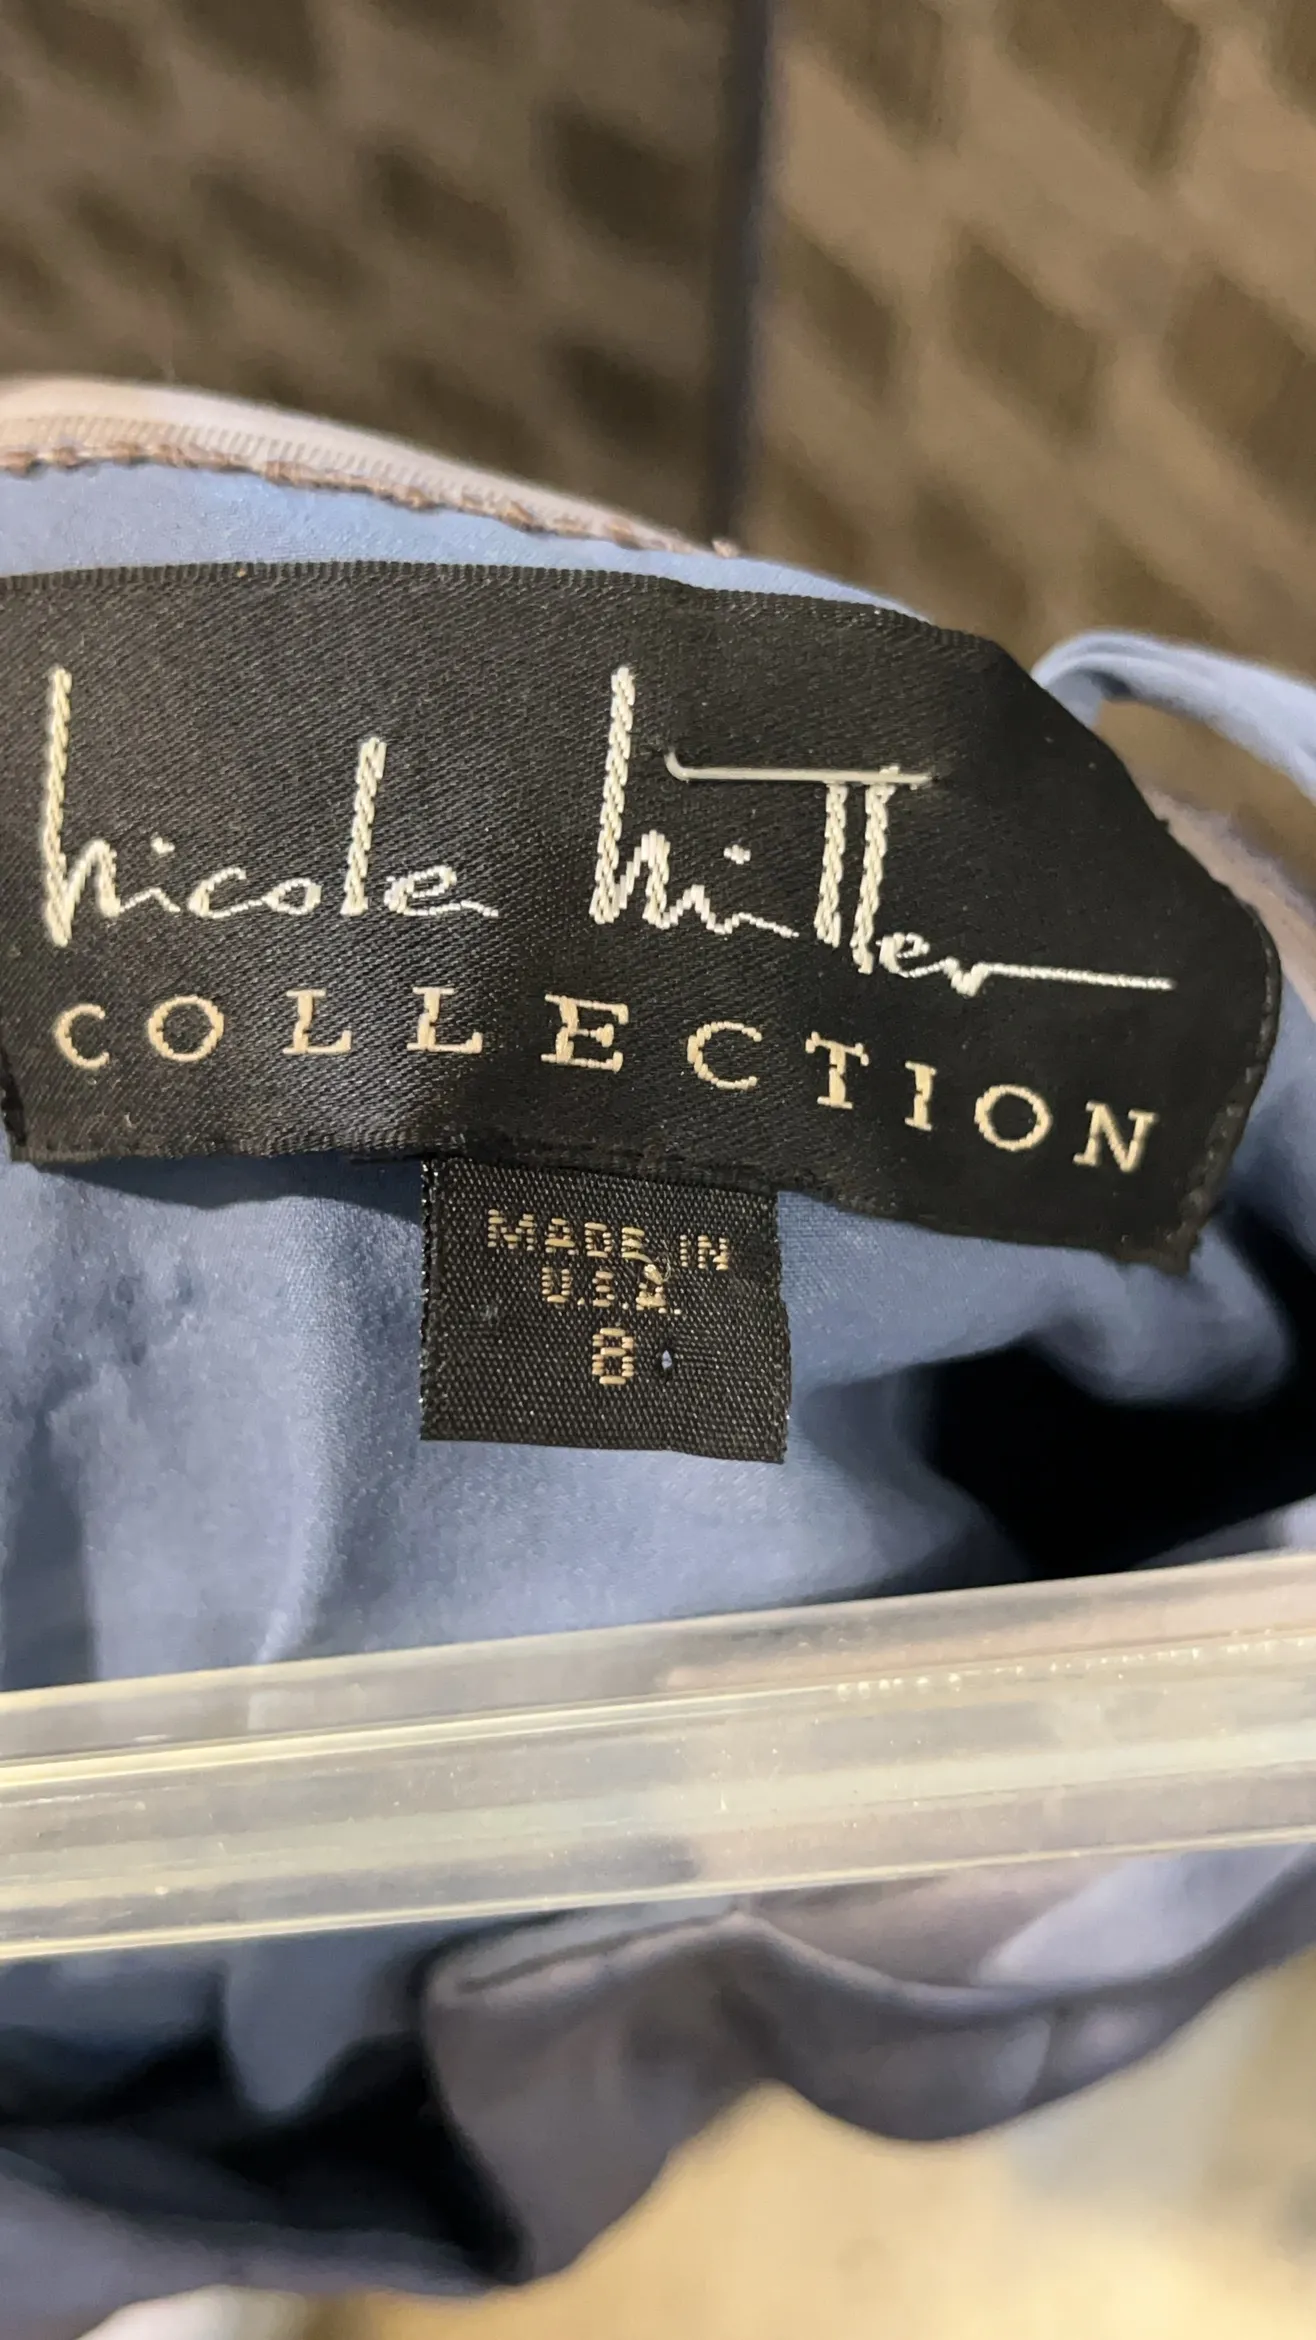 nicole miller
COLLECTION
MADE IN
U.S.A.
8